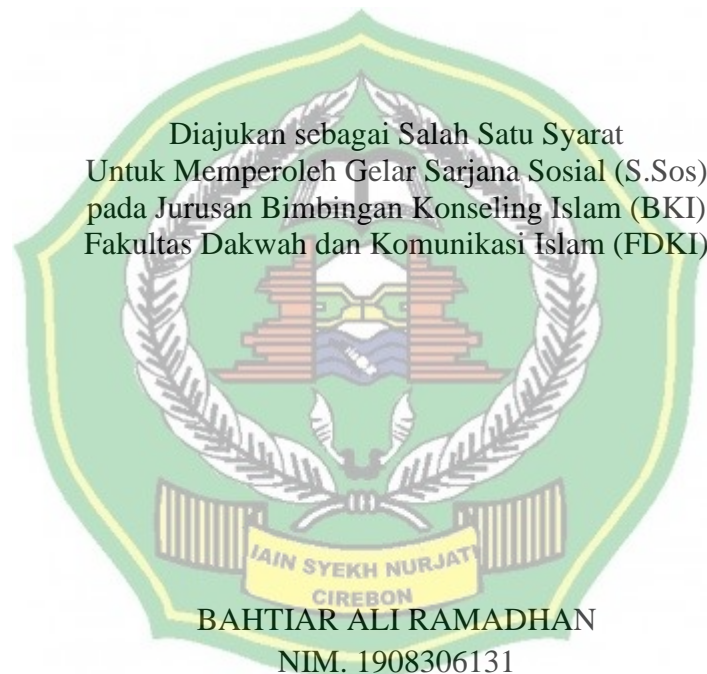 Diajukan sebagai Salah Satu Syarat
Untuk Memperoleh Gelar Sarjana Sosial (S.Sos)
pada Jurusan Bimbingan Konseling Islam (BKI)
Fakultas Dakwah dan Komunikasi Islam (FDKI)
IAIN SYEKH NURJATI
CIREBON
BAHTIAR ALI RAMADHAN
NIM. 1908306131